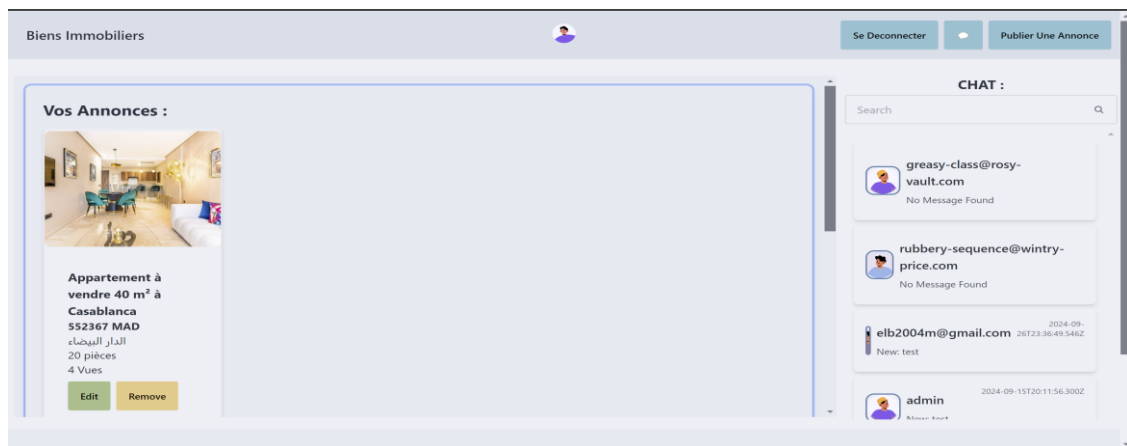 Biens Immobiliers
Se Deconnecter
Publier Une Annonce
Vos Annonces :
Appartement à
vendre 40 m² à
Casablanca
552367 MAD
الدار البيضاء
20 pièces
4 Vues
Edit
Remove
CHAT :
Search
greasy-class@rosy-
vault.com
No Message Found
rubbery-sequence@wintry-
price.com
No Message Found
elb2004m@gmail.com
2024-09-
26T23:36:49.546Z
New: test
admin
2024-09-15T20:11:56.300Z
New: test